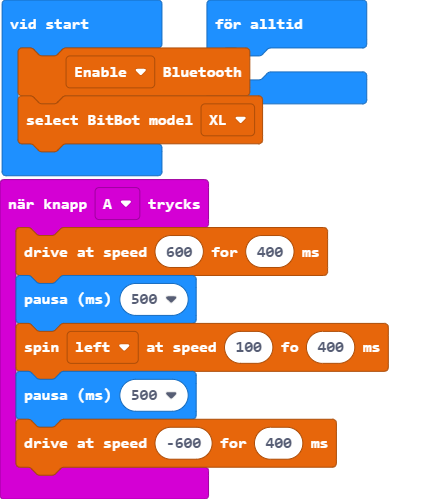 vid start
för alltid
Enable Bluetooth
select BitBot model XL
när knapp A trycks
drive at speed 600 for 400 ms
pausa (ms) 500
spin left at speed 100 fo 400 ms
pausa (ms) 500
drive at speed -600 for 400 ms